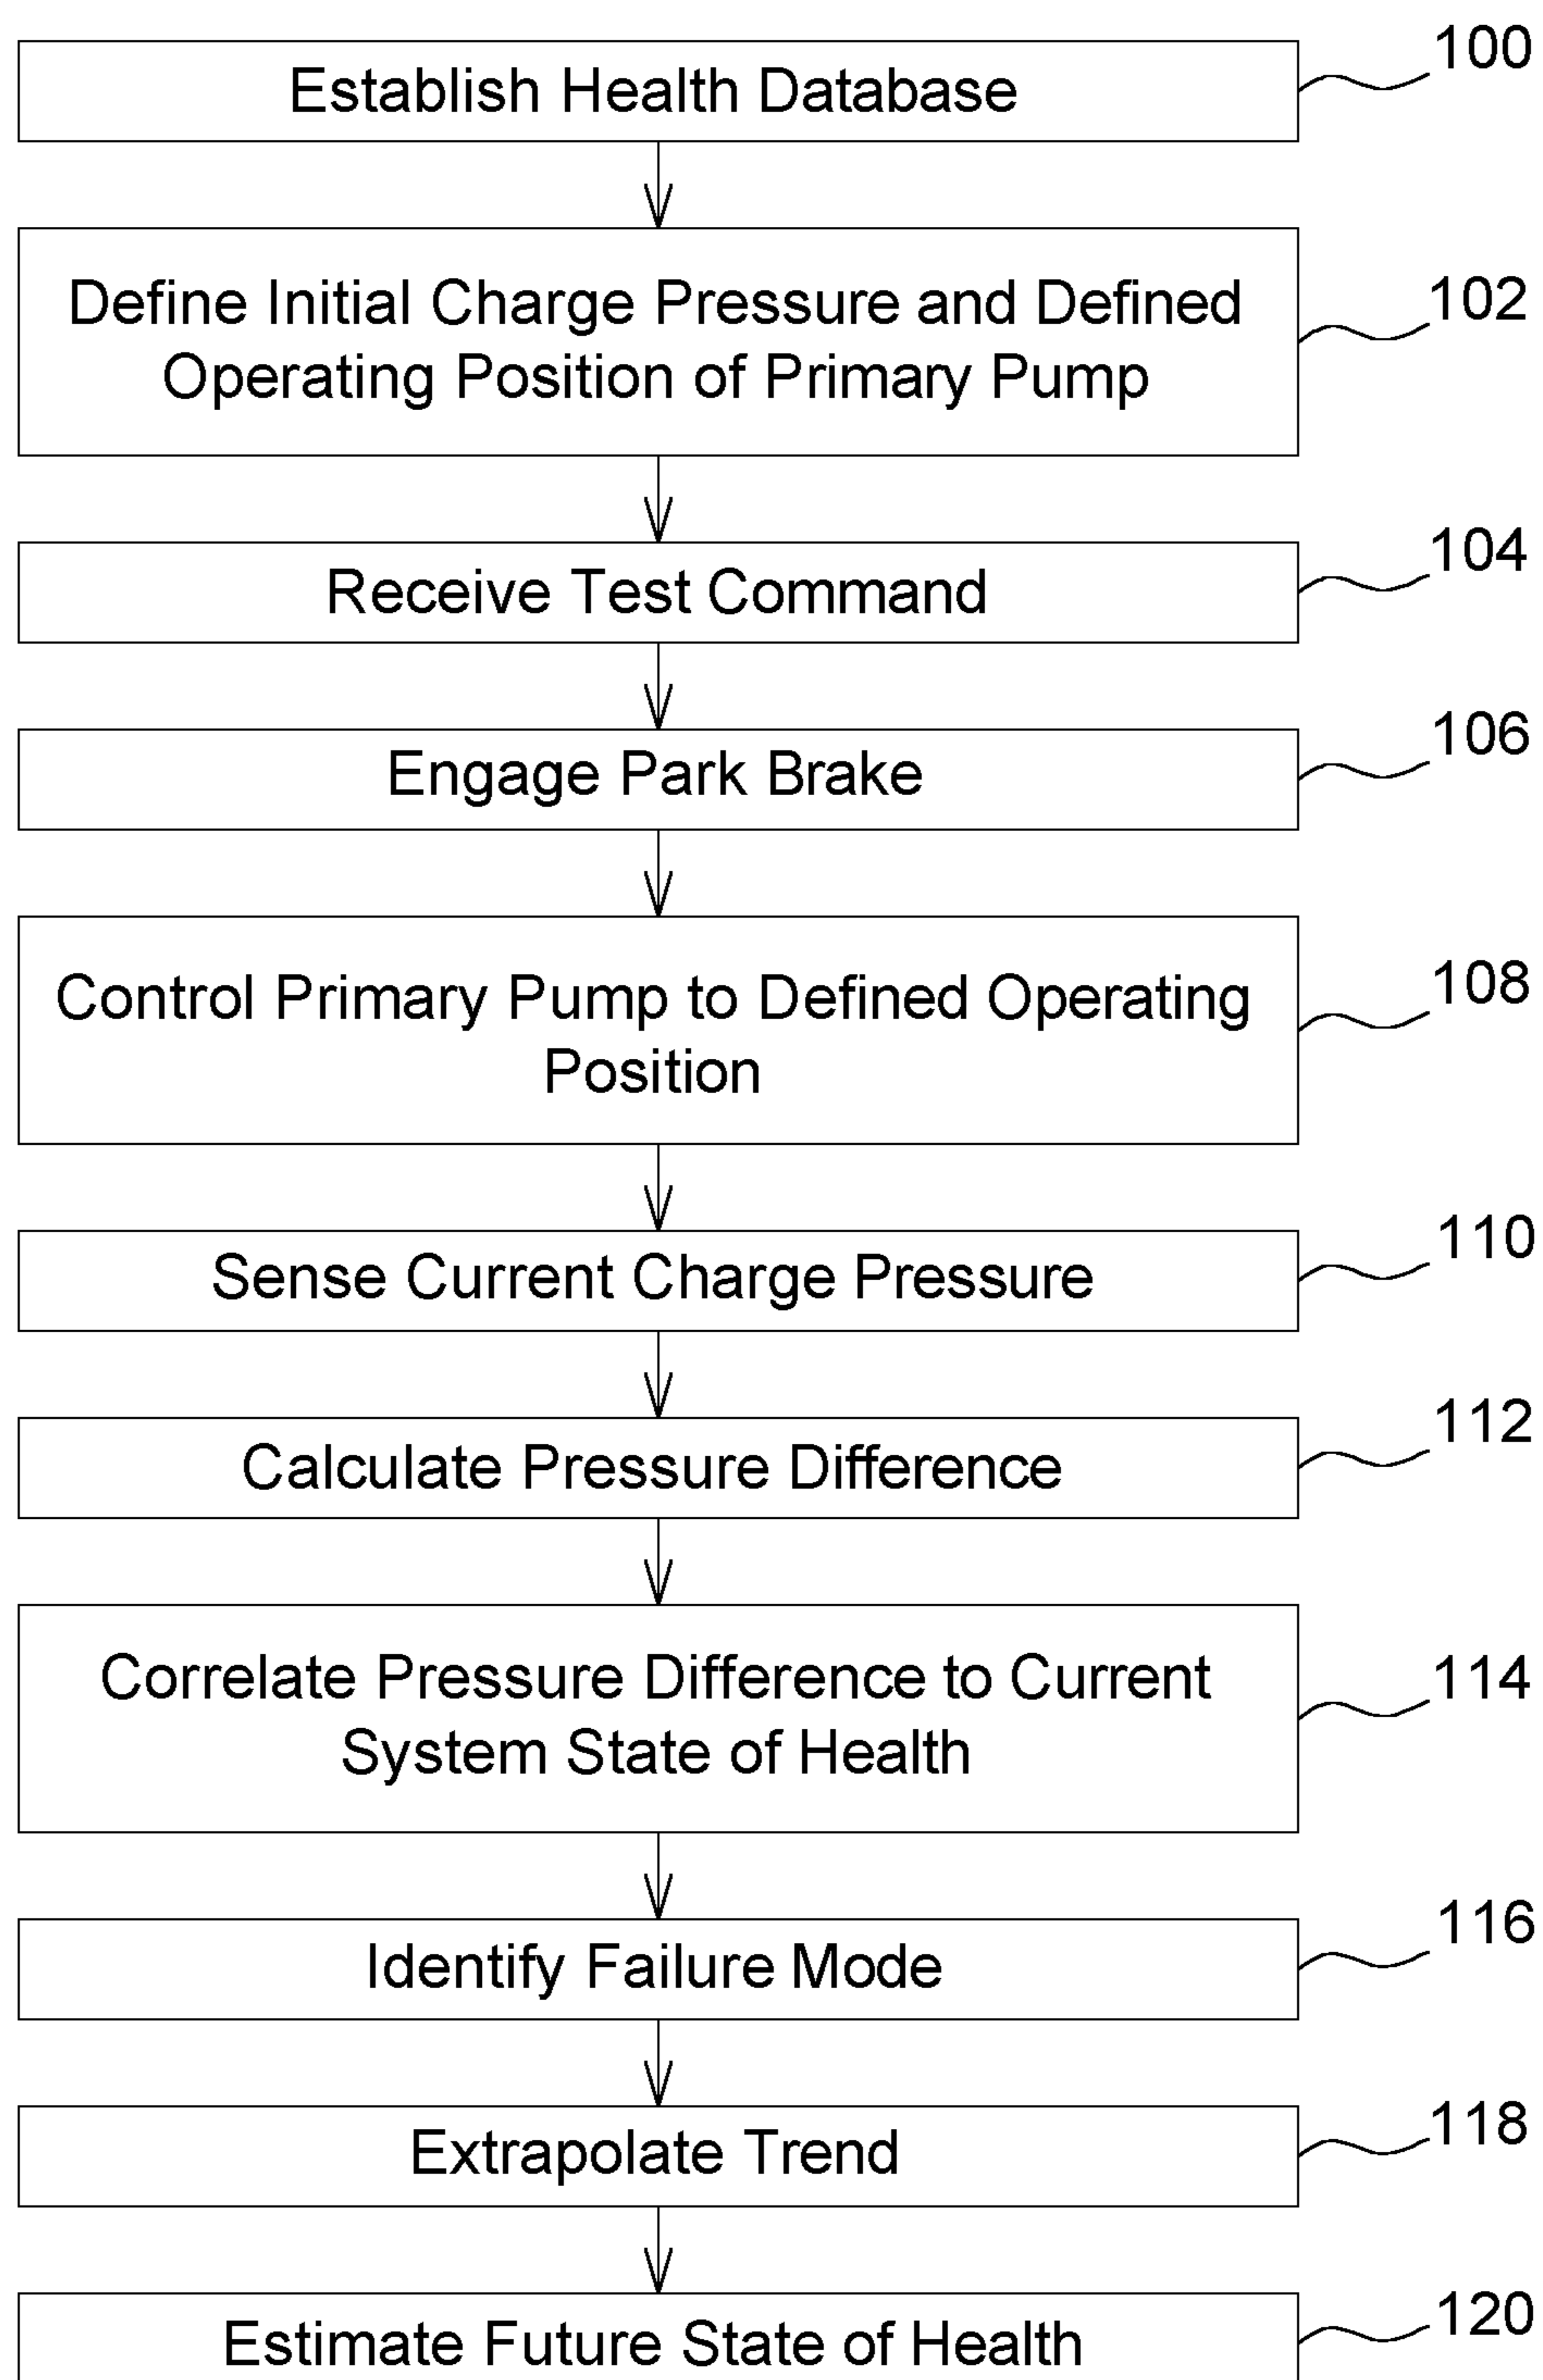 100
Establish Health Database
102
Define Initial Charge Pressure and Defined
Operating Position of Primary Pump
104
Receive Test Command
106
Engage Park Brake
108
Control Primary Pump to Defined Operating
Position
110
Sense Current Charge Pressure
112
Calculate Pressure Difference
114
Correlate Pressure Difference to Current
System State of Health
116
Identify Failure Mode
118
Extrapolate Trend
120
Estimate Future State of Health